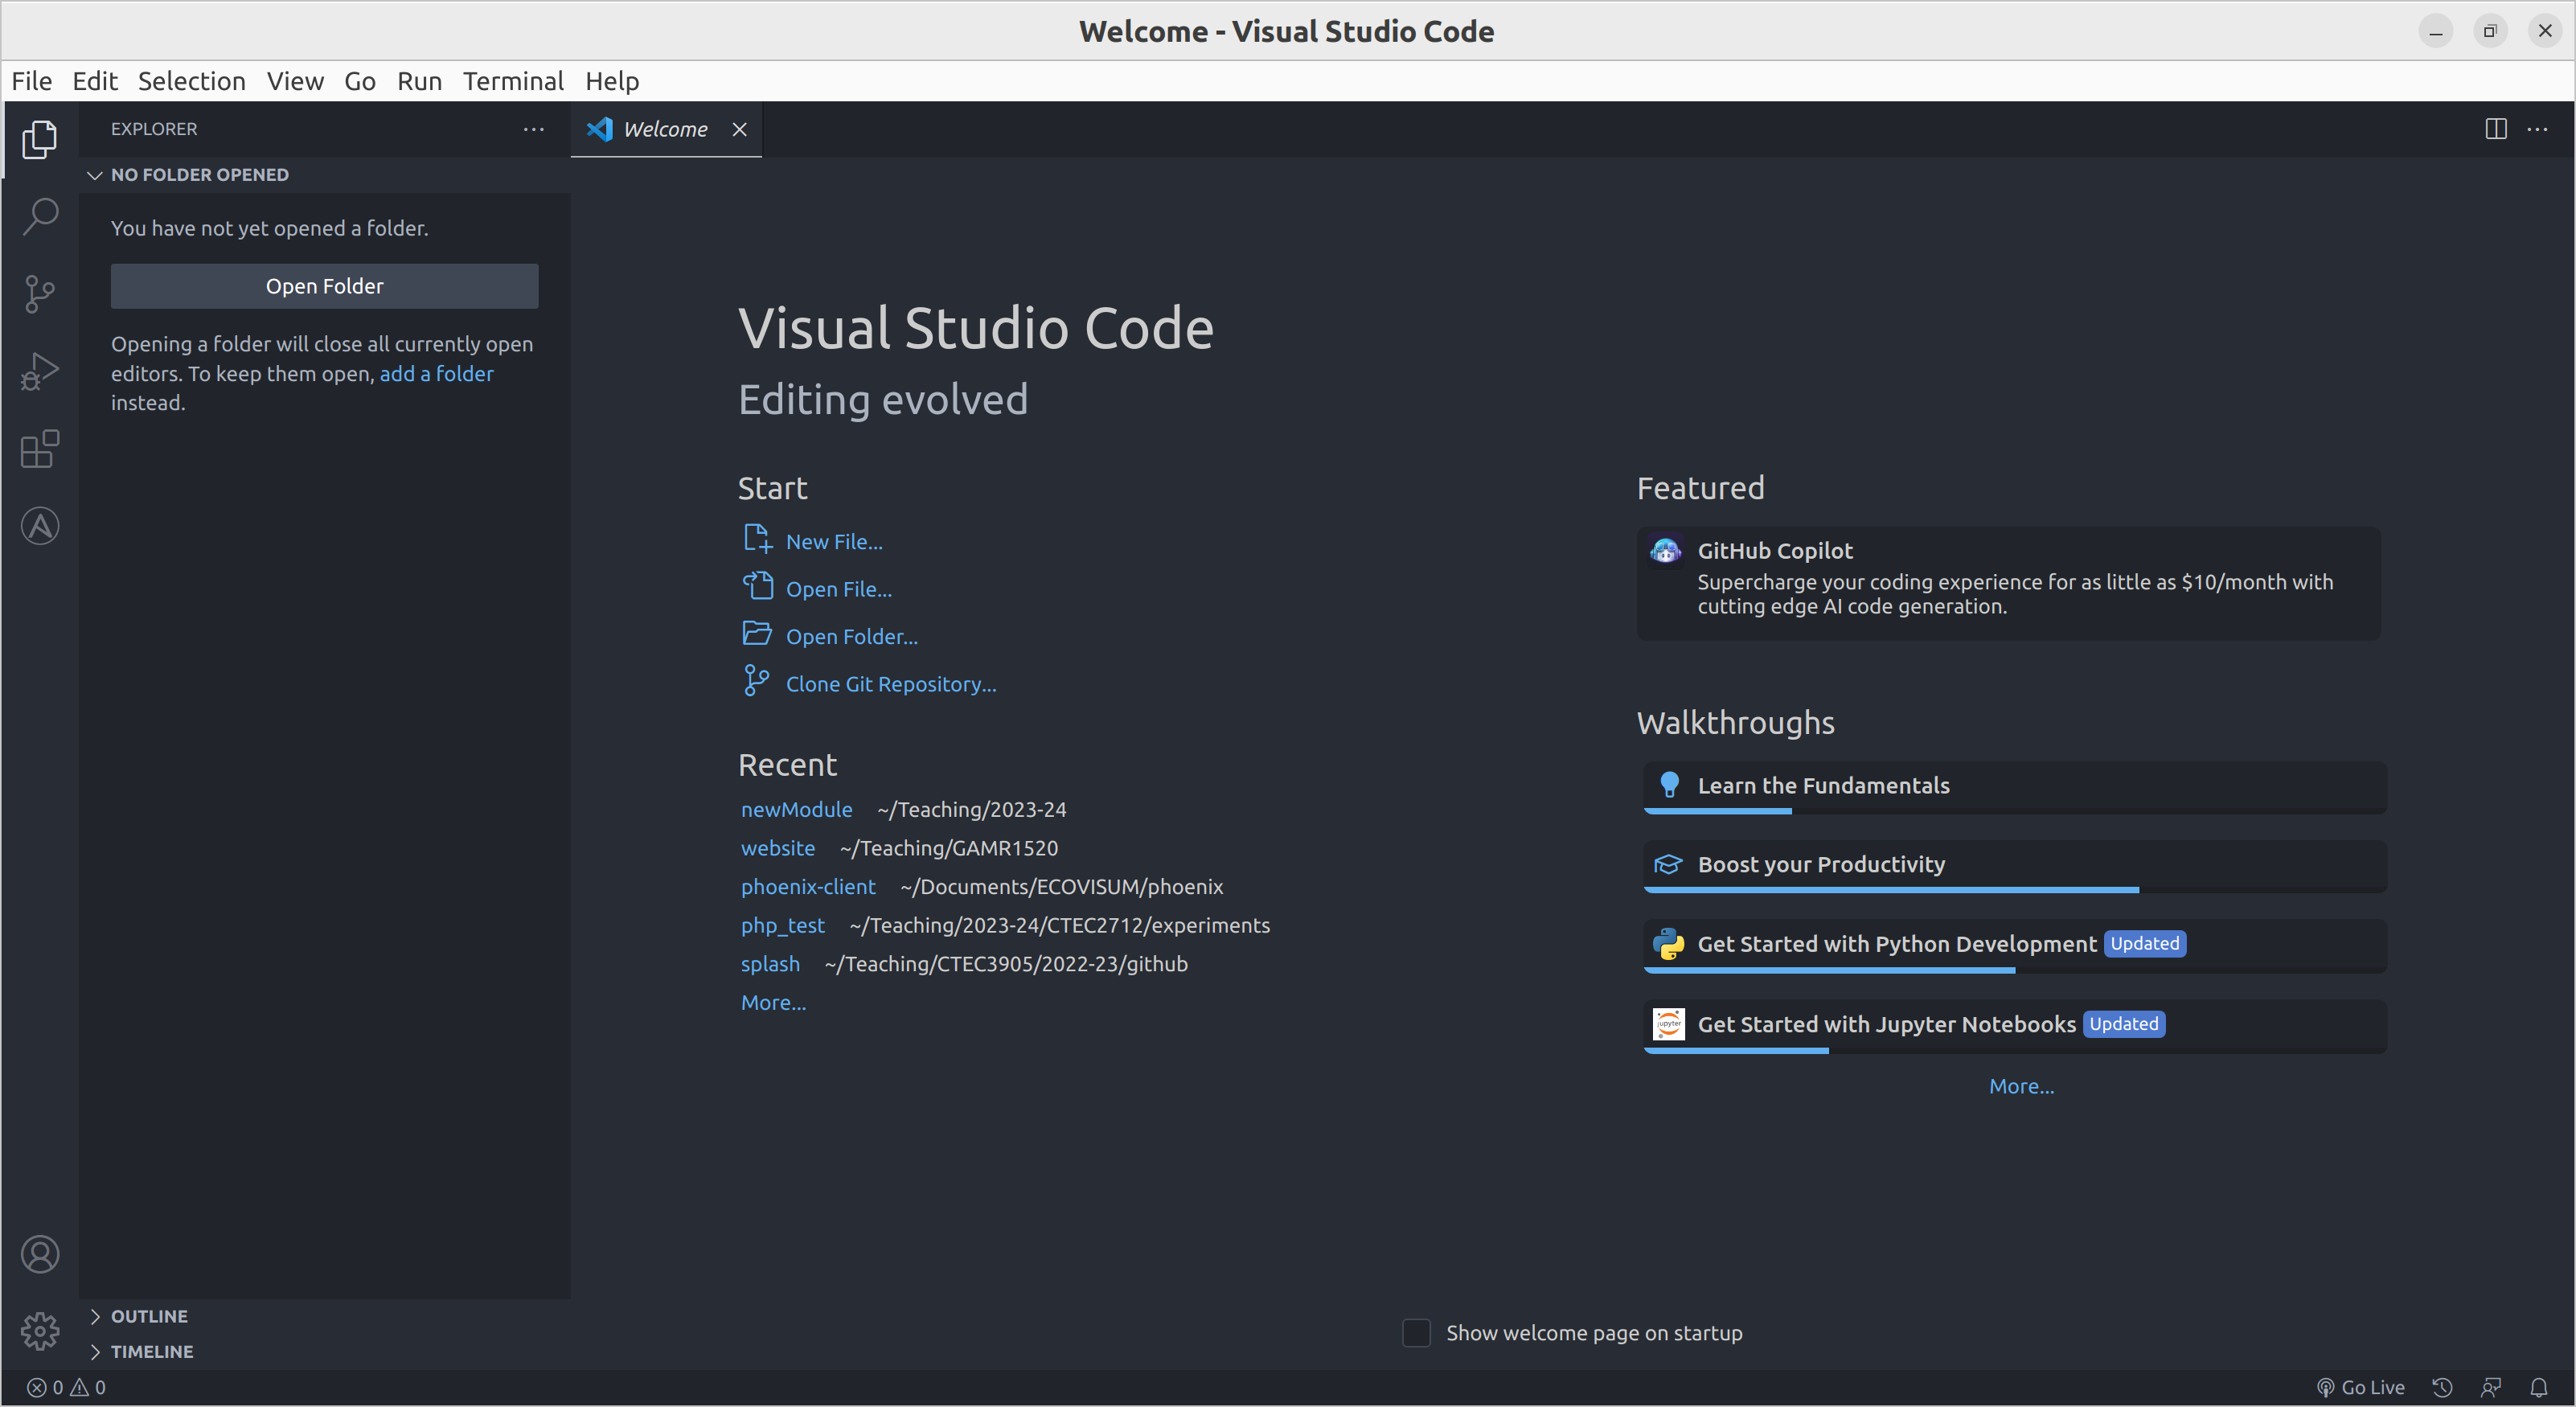 Welcome - Visual Studio Code
File Edit Selection View Go Run Terminal Help
EXPLORER
Welcome
NO FOLDER OPENED
You have not yet opened a folder.
Open Folder
Opening a folder will close all currently open
editors. To keep them open, add a folder
instead.
Visual Studio Code
Editing evolved
Start
New File...
Open File...
Open Folder...
Clone Git Repository...
Recent
newModule ~/Teaching/2023-24
website ~/Teaching/GAMR1520
phoenix-client ~/Documents/ECOVISUM/phoenix
php_test ~/Teaching/2023-24/CTEC2712/experiments
splash ~/Teaching/CTEC3905/2022-23/github
More...
Featured
GitHub Copilot
Supercharge your coding experience for as little as $10/month with
cutting edge AI code generation.
Walkthroughs
Learn the Fundamentals
Boost your Productivity
Get Started with Python Development Updated
jupyter
Get Started with Jupyter Notebooks Updated
More...
OUTLINE
TIMELINE
Show welcome page on startup
0 0
Go Live